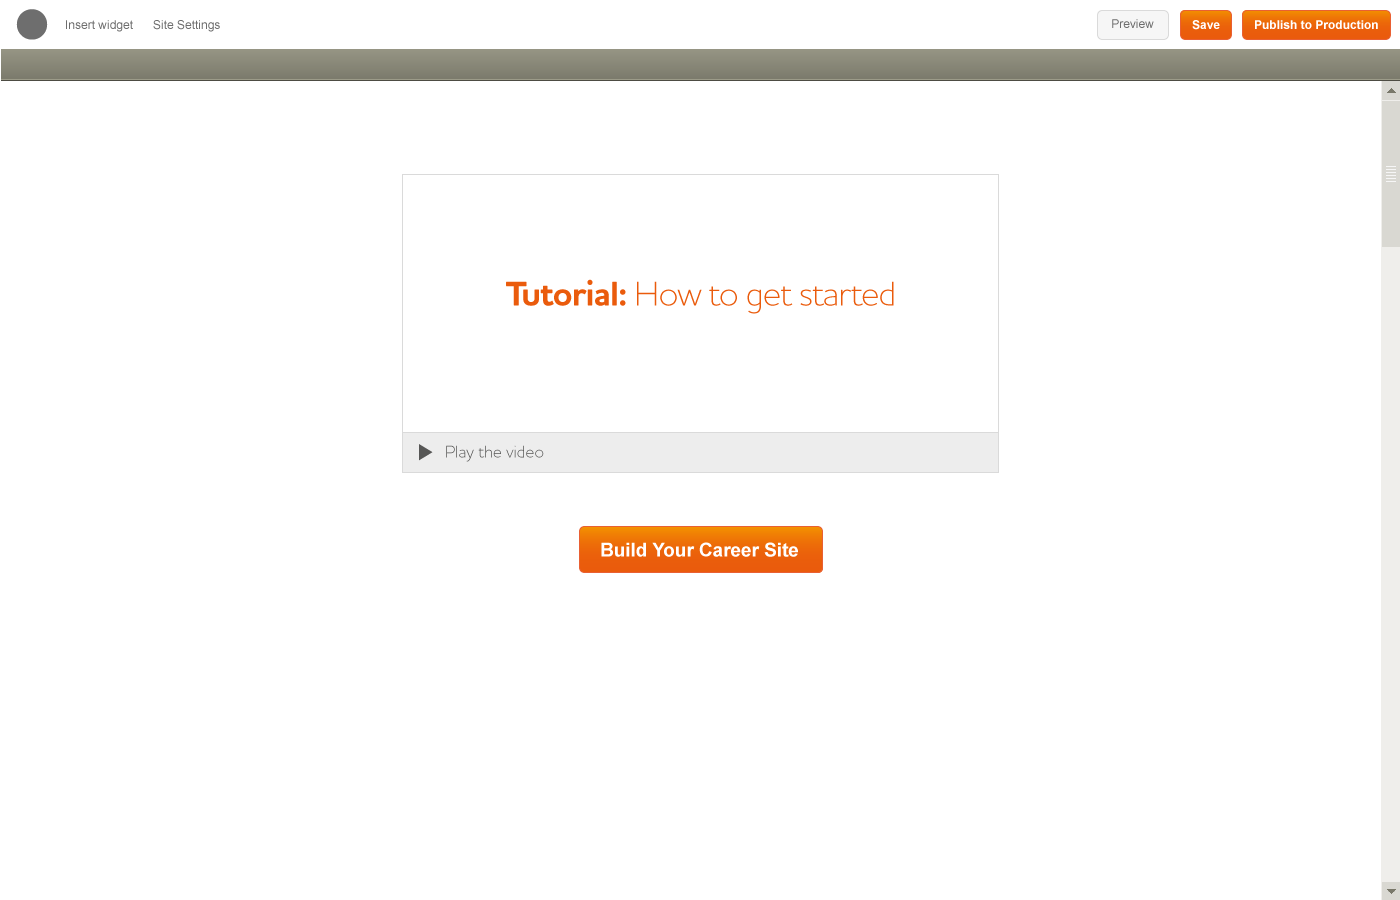 Insert widget
Site Settings
Preview
Save
Publish to Production
Tutorial: How to get started
Play the video
Build Your Career Site